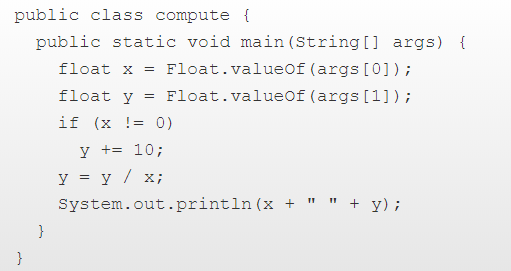 public class compute {
  public static void main(String[] args) {
    float x = Float.valueOf(args[0]);
    float y = Float.valueOf(args[1]);
    if (x != 0)
      y += 10;
    y = y / x;
    System.out.println(x + " " + y);
  }
}